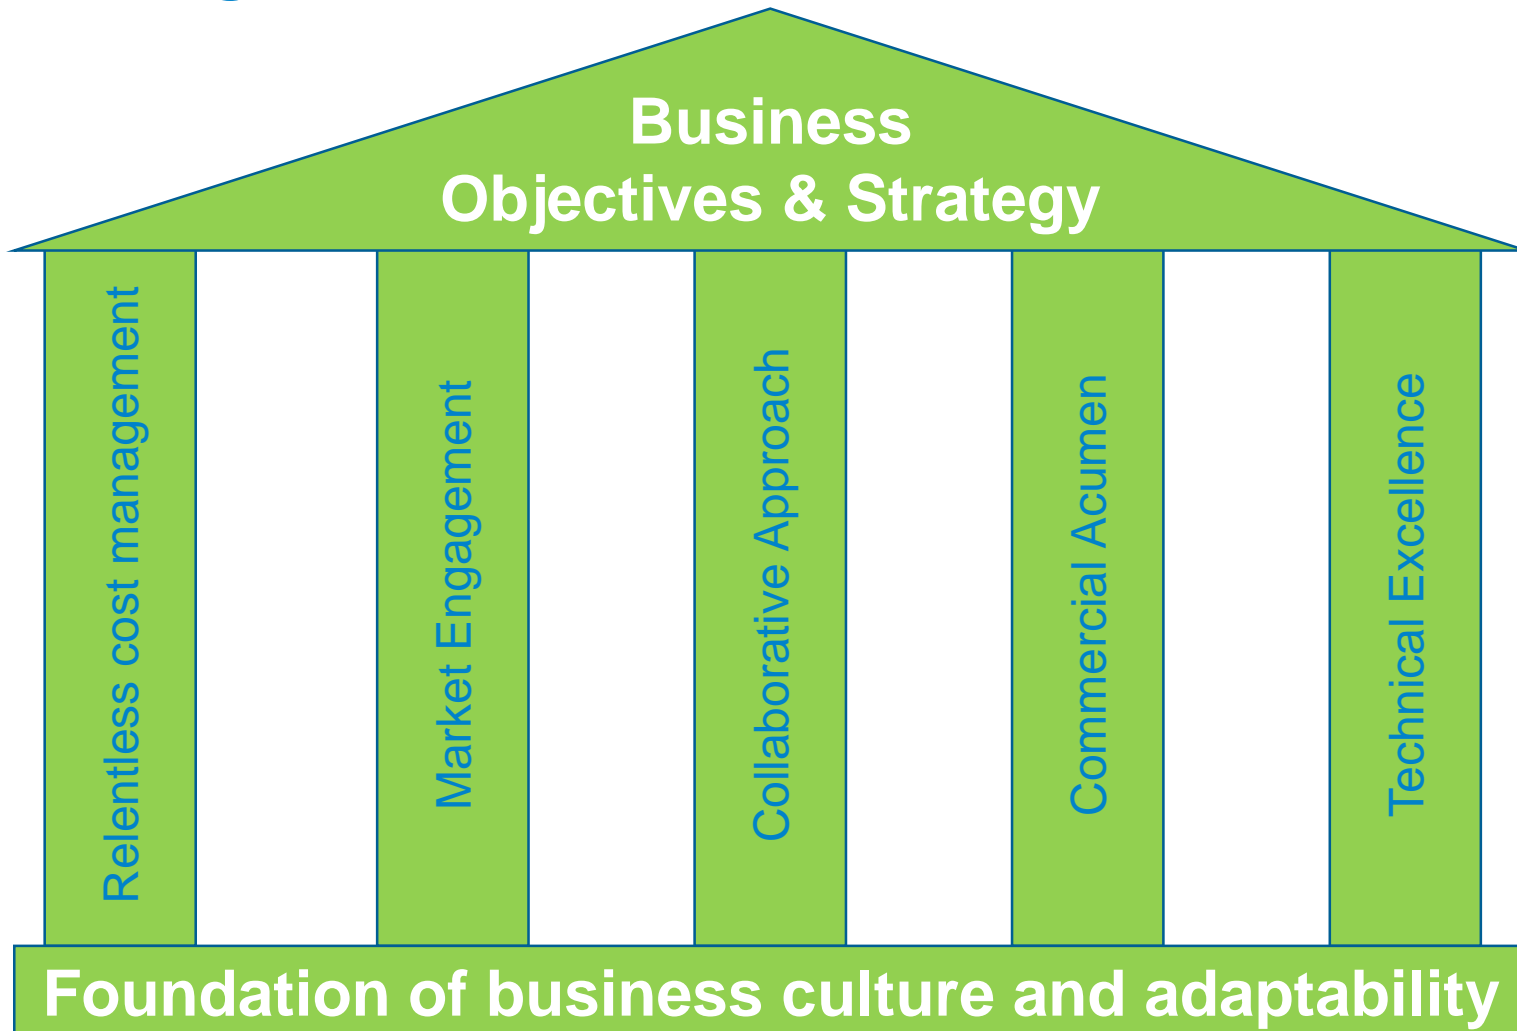 Business
Objectives & Strategy
Relentless cost management
Market Engagement
Collaborative Approach
Commercial Acumen
Technical Excellence
Foundation of business culture and adaptability